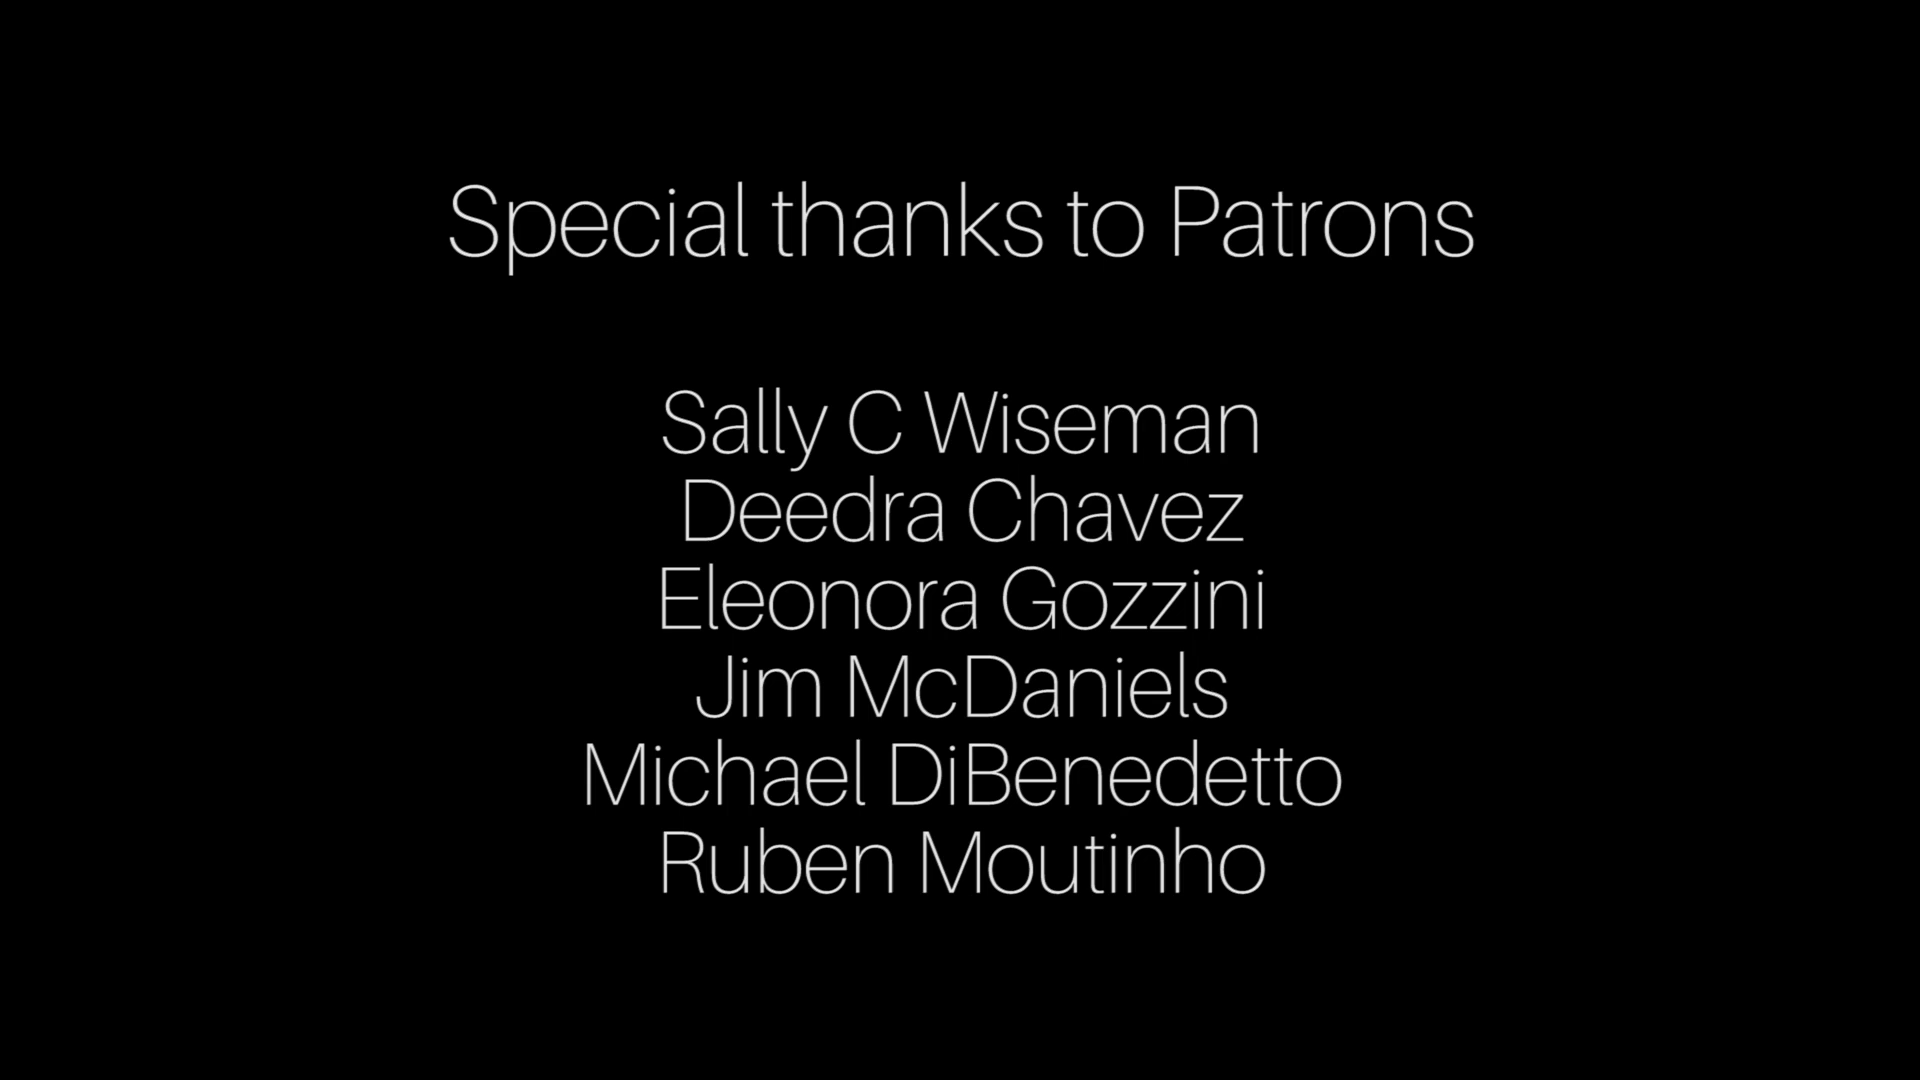 Special thanks to Patrons
Sally C Wiseman
Deedra Chavez
Eleonora Gozzini
Jim McDaniels
Michael DiBenedetto
Ruben Moutinho